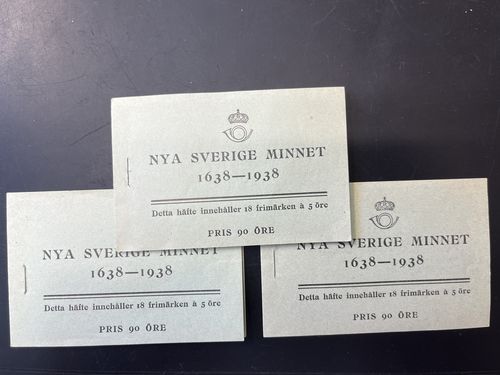 NYA SVERIGE MINNET
1638—1938
Detta häfte innehåller 18 frimärken à 5 öre
PRIS 90 ÖRE
NYA SVERIGE MINNET
1638—1938
Detta häfte innehåller 18 frimärken à 5 öre
PRIS 90 ÖRE
NYA SVERIGE MINNET
1638—1938
Detta häfte innehåller 18 frimärken à 5 öre
PRIS 90 ÖRE